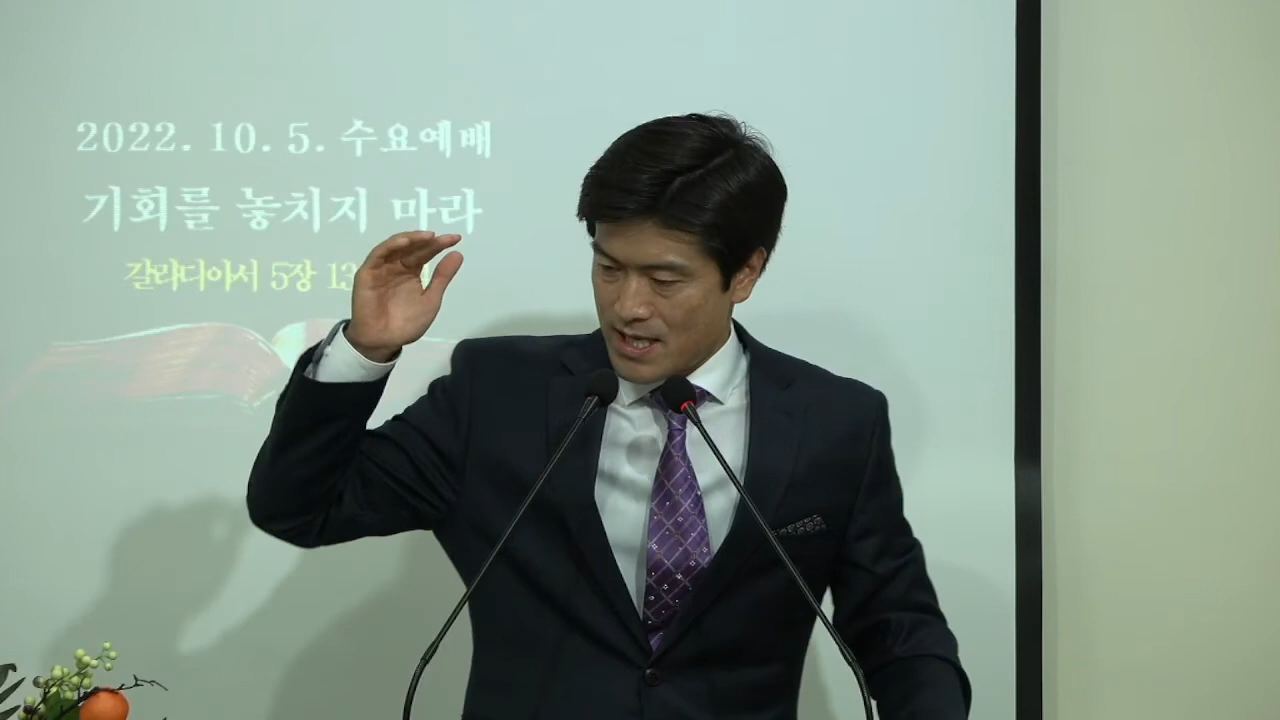 2022. 10. 5. 수요예배
기회를 놓치지 마라
갈라디아서 5장